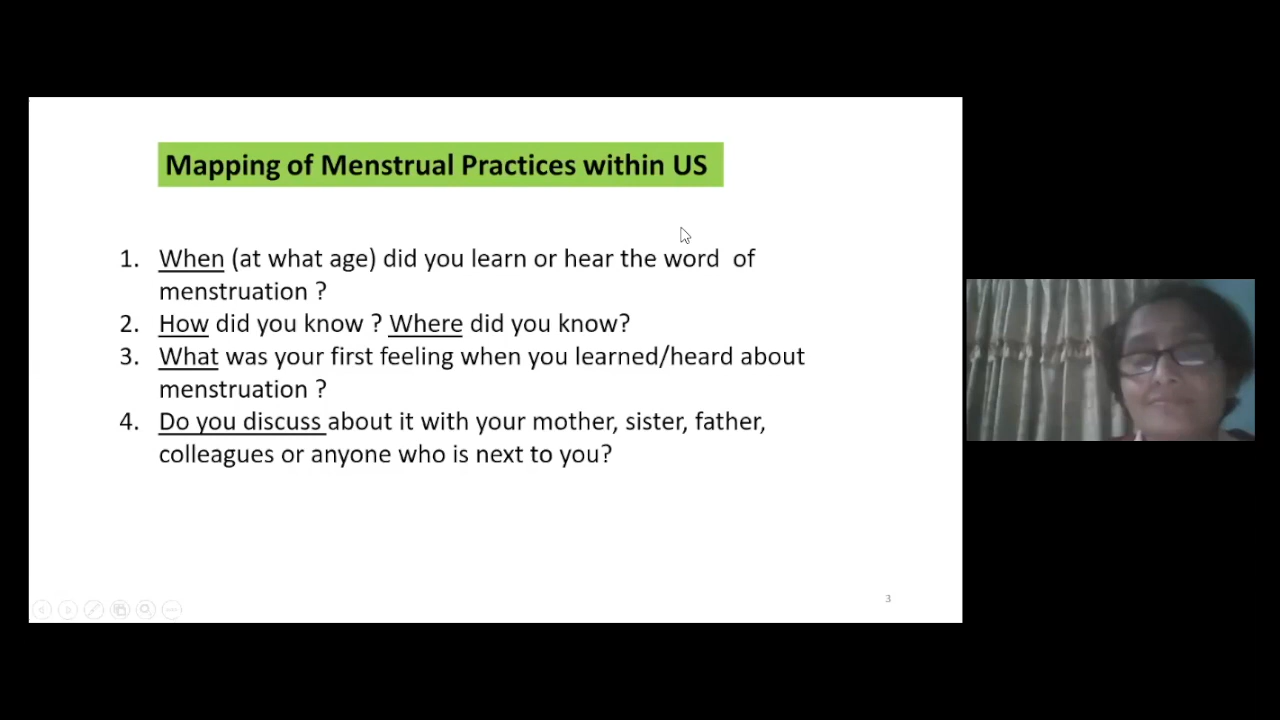 Mapping of Menstrual Practices within US
1. When (at what age) did you learn or hear the word of
menstruation ?
2. How did you know ? Where did you know?
3. What was your first feeling when you learned/heard about
menstruation ?
4. Do you discuss about it with your mother, sister, father,
colleagues or anyone who is next to you?
3